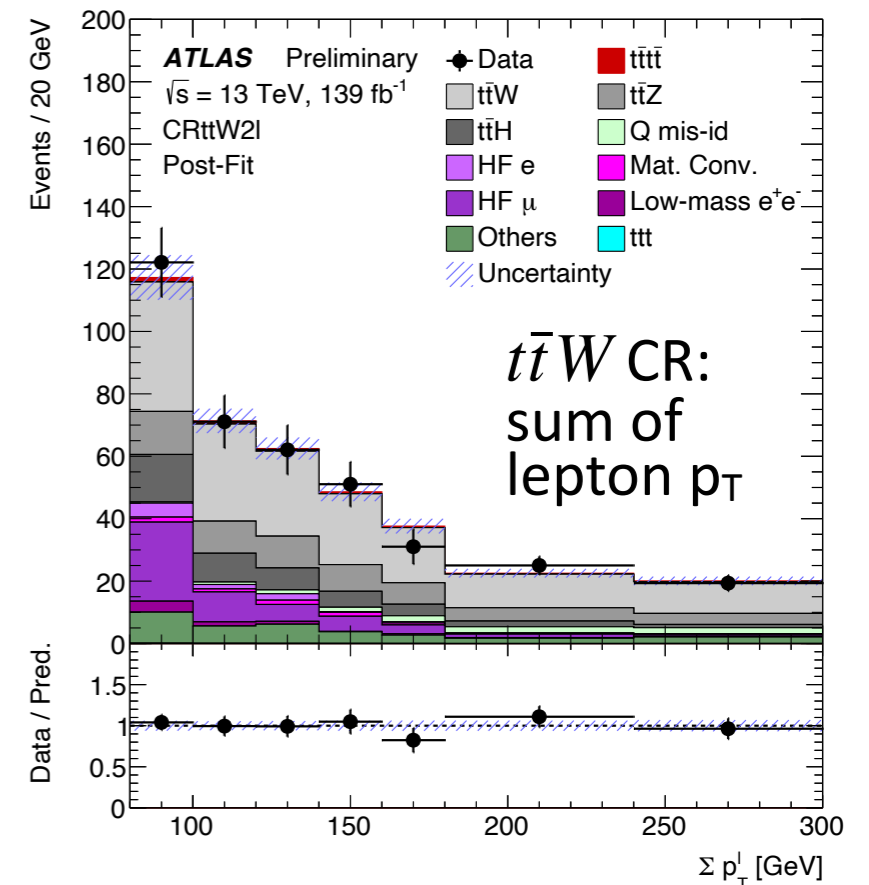 Events / 20 GeV
200
180
160
140
120
100
80
60
40
20
0
ATLAS Preliminary
√s = 13 TeV, 139 fb⁻¹
CRttW2l
Post-Fit
Data
tt̄tt̄
tt̄W
tt̄Z
tt̄H
Q mis-id
HF e
Mat. Conv.
HF μ
Low-mass e⁺e⁻
Others
ttt
Uncertainty
tt̄W CR:
sum of
lepton pT
Data / Pred.
1.5
1
0.5
0
100
150
200
250
300
Σ pTˡ [GeV]